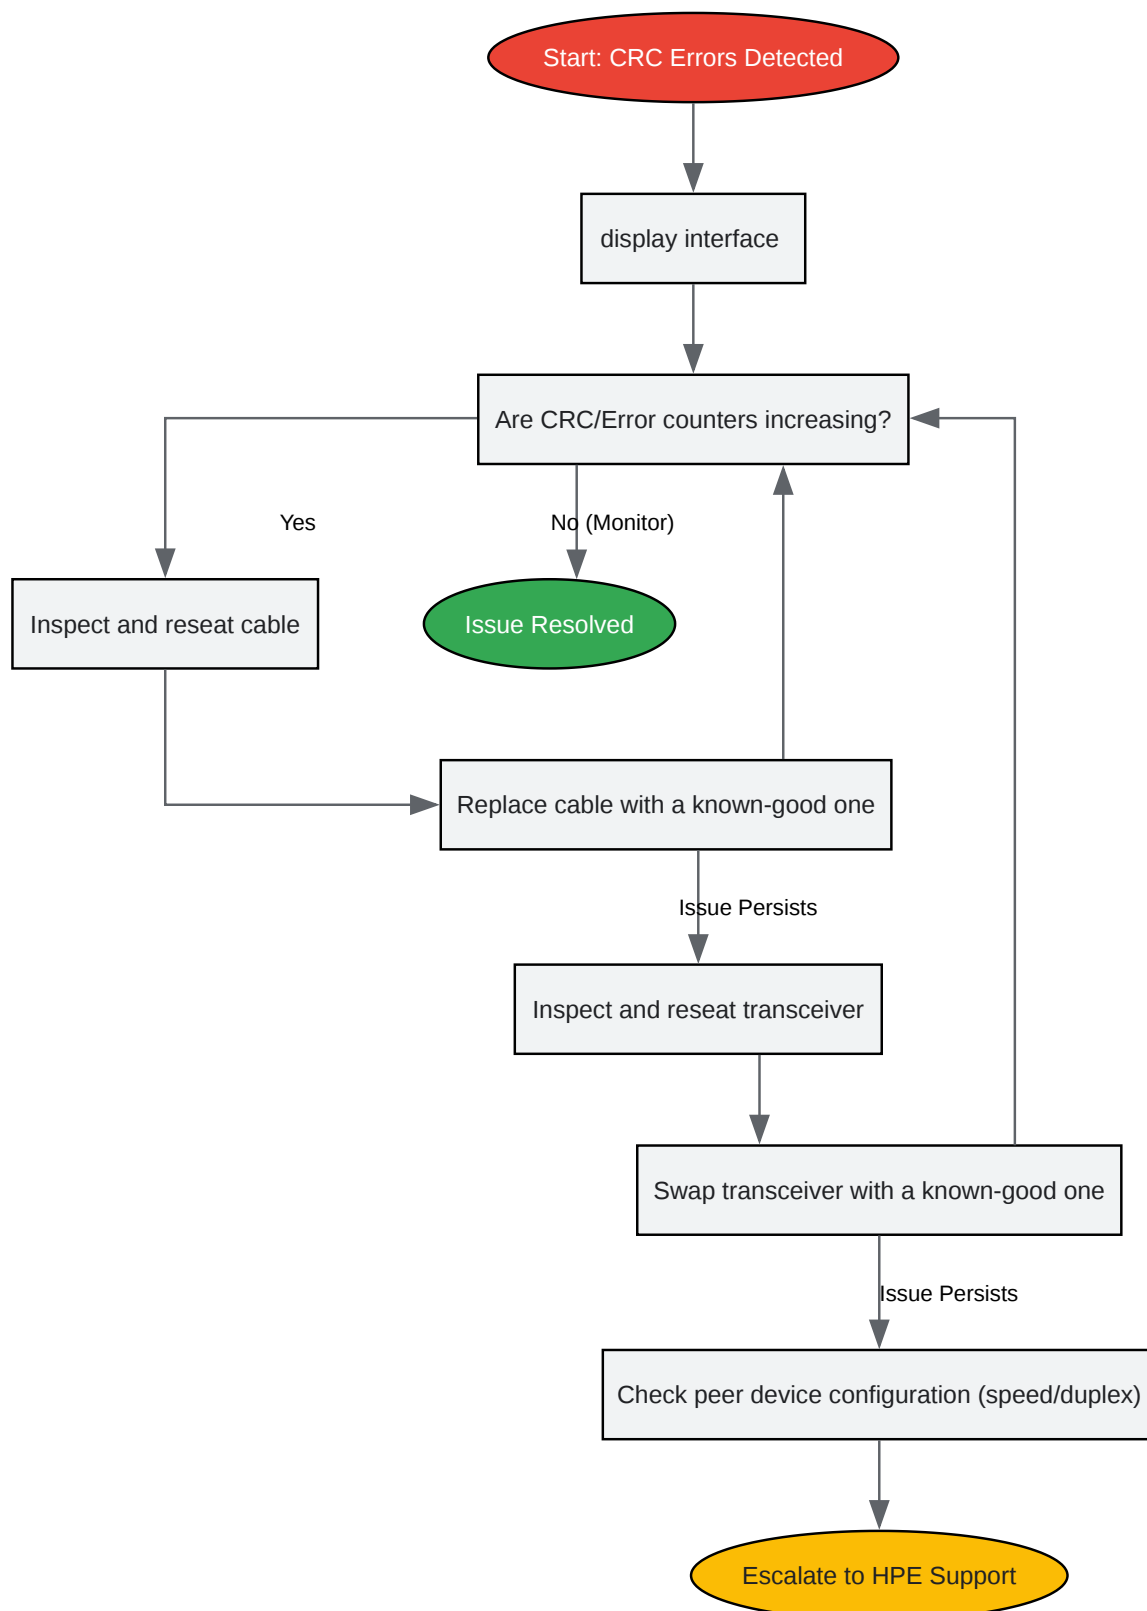 Start: CRC Errors Detected
display interface
Are CRC/Error counters increasing?
Yes
No (Monitor)
Inspect and reseat cable
Issue Resolved
Replace cable with a known-good one
Issue Persists
Inspect and reseat transceiver
Swap transceiver with a known-good one
Issue Persists
Check peer device configuration (speed/duplex)
Escalate to HPE Support